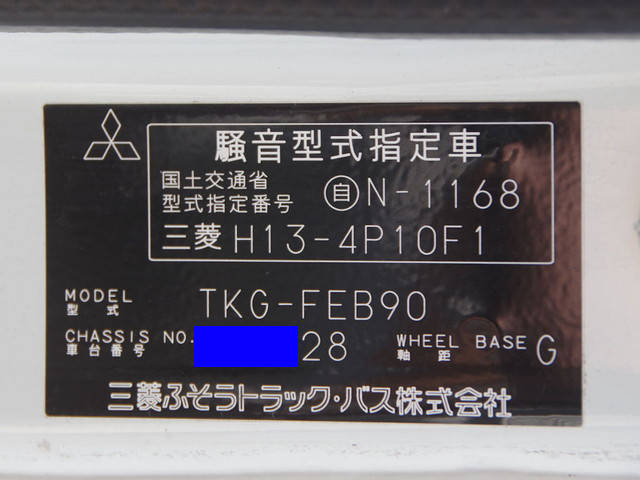 騒音型式指定車
国土交通省
型式指定番号 自 N-1168
三菱 H13-4P10F1
MODEL
型式 TKG-FEB90
CHASSIS NO. 28 WHEEL BASE G
車台番号 軸距
三菱ふそうトラック・バス株式会社